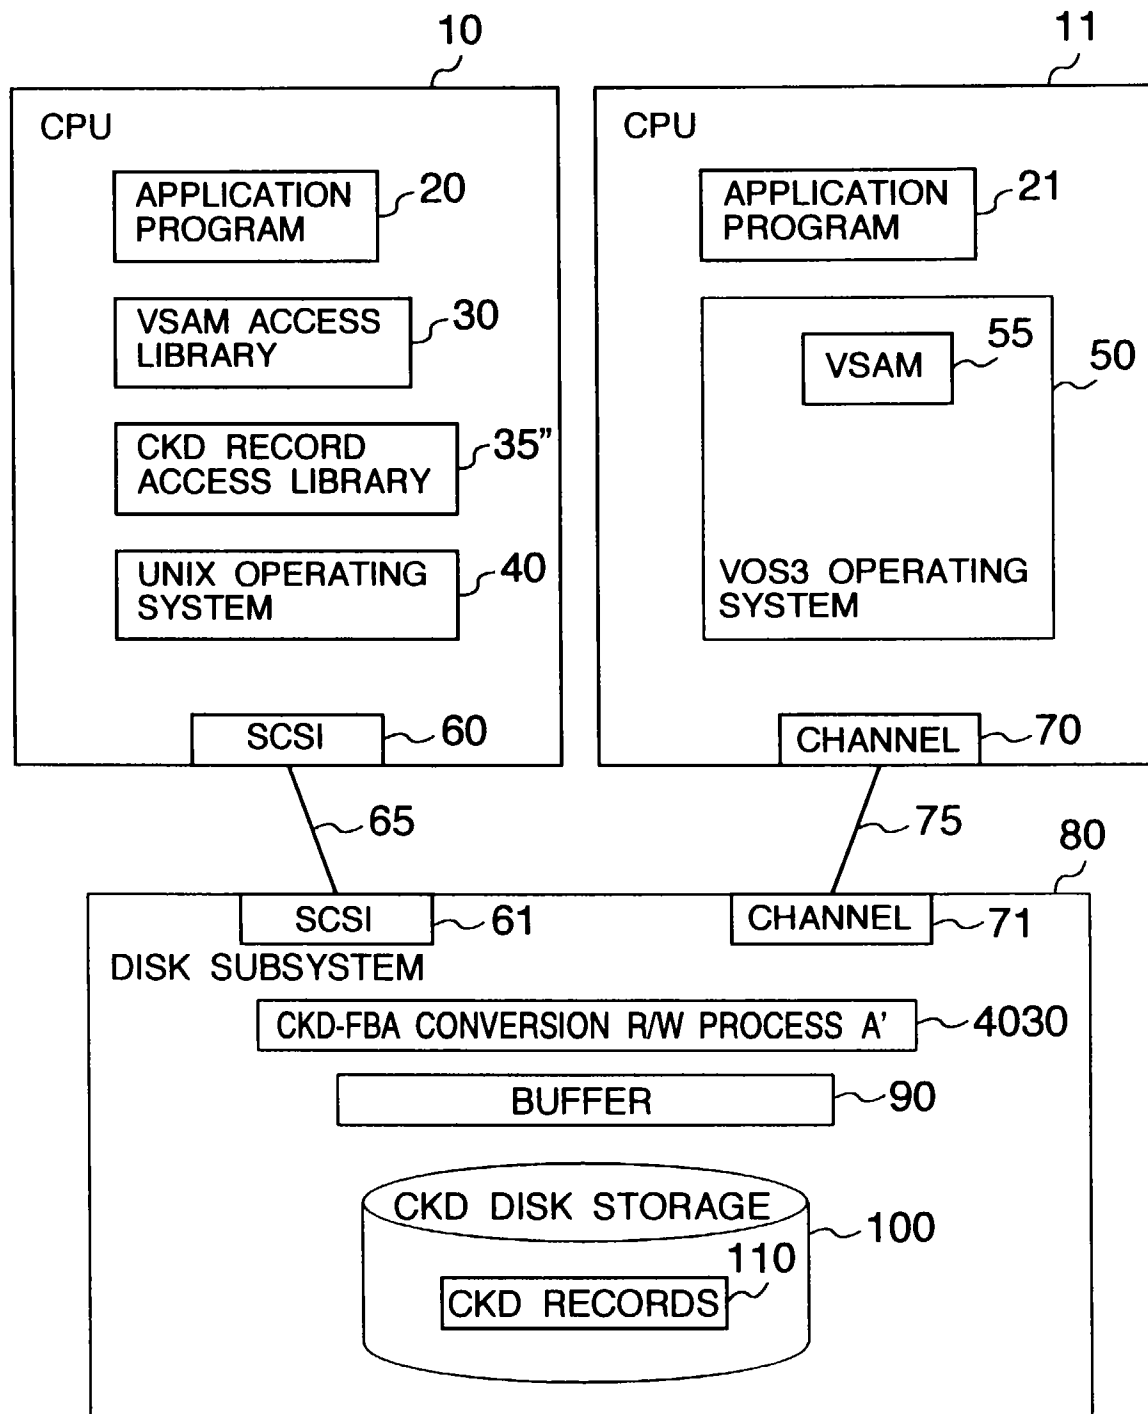 10
11
CPU
CPU
APPLICATION
PROGRAM
20
APPLICATION
PROGRAM
21
VSAM ACCESS
LIBRARY
30
VSAM
55
50
CKD RECORD
ACCESS LIBRARY
35”
UNIX OPERATING
SYSTEM
40
VOS3 OPERATING
SYSTEM
SCSI
60
CHANNEL
70
65
75
80
SCSI
61
CHANNEL
71
DISK SUBSYSTEM
CKD-FBA CONVERSION R/W PROCESS A'
4030
BUFFER
90
CKD DISK STORAGE
100
110
CKD RECORDS